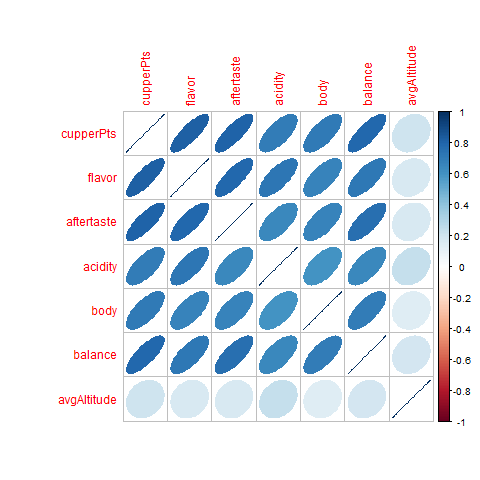 cupperPts
flavor
aftertaste
acidity
body
balance
avgAltitude
cupperPts
flavor
aftertaste
acidity
body
balance
avgAltitude
1
0.8
0.6
0.4
0.2
0
-0.2
-0.4
-0.6
-0.8
-1